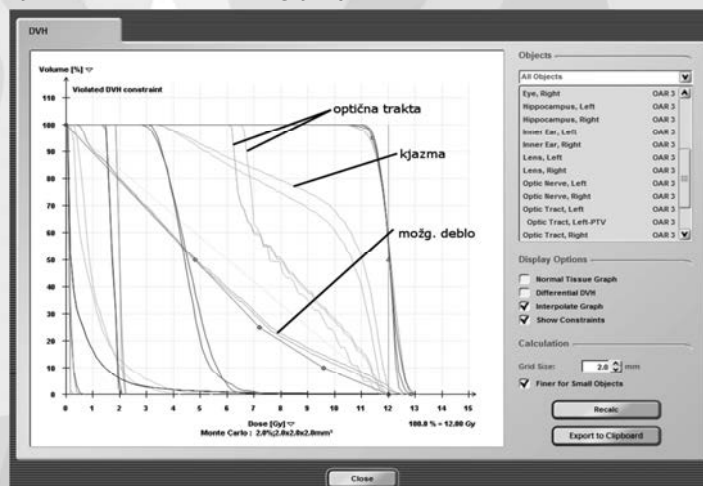 DVH
Volume [%]
Violated DVH constraint
110
100
90
80
70
60
50
40
30
20
10
0
0 1 2 3 4 5 6 7 8 9 10 11 12 13 14 15
Dose [Gy]
100.0 % = 12.00 Gy
Monte Carlo : 2.0%;2.0x2.0x2.0mm³
optična trakta
kjazma
možg. deblo
Objects
All Objects
Eye, Right OAR 3
Hippocampus, Left OAR 3
Hippocampus, Right OAR 3
Inner Ear, Left OAR 3
Inner Ear, Right OAR 3
Lens, Left OAR 3
Lens, Right OAR 3
Optic Nerve, Left OAR 3
Optic Nerve, Right OAR 3
Optic Tract, Left OAR 3
Optic Tract, Left-PTV OAR 3
Optic Tract, Right OAR 3
Display Options
Normal Tissue Graph
Differential DVH
Interpolate Graph
Show Constraints
Calculation
Grid Size: 2.0 mm
Finer for Small Objects
Recalc
Export to Clipboard
Close